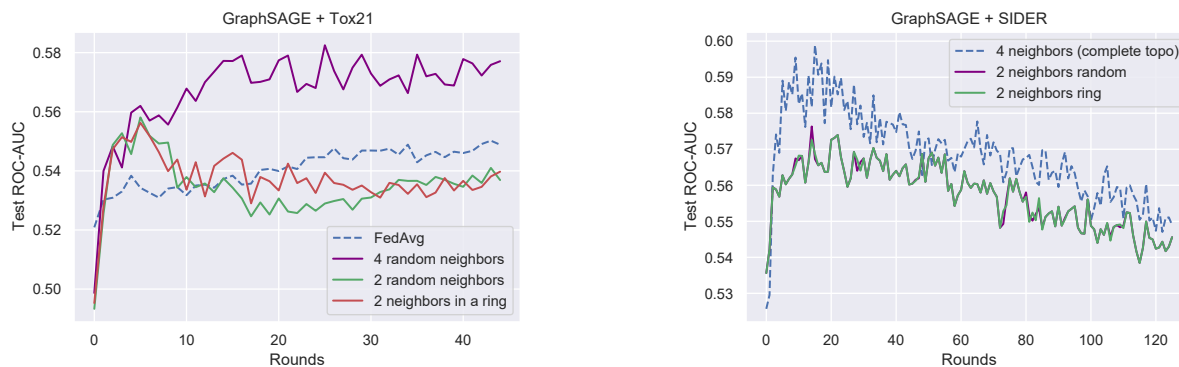 GraphSAGE + Tox21
Test ROC-AUC
0.58
0.56
0.54
0.52
0.50
0
10
20
30
40
Rounds
FedAvg
4 random neighbors
2 random neighbors
2 neighbors in a ring
GraphSAGE + SIDER
Test ROC-AUC
0.60
0.59
0.58
0.57
0.56
0.55
0.54
0.53
0
20
40
60
80
100
120
Rounds
4 neighbors (complete topo)
2 neighbors random
2 neighbors ring